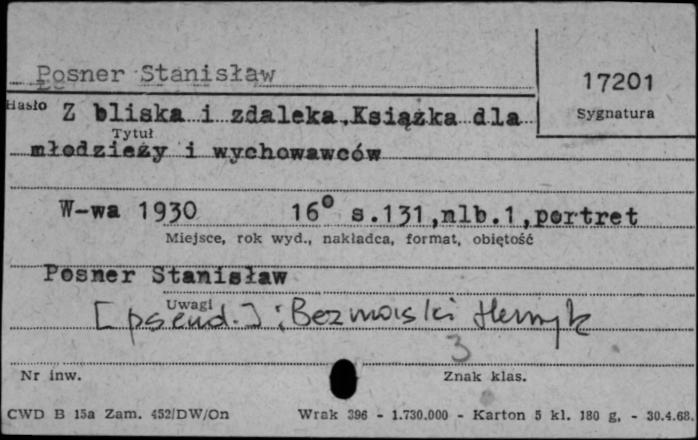 Posner Stanisław
17201
Hasło Z bliska i zdaleka.Książka dla
Sygnatura
Tytuł
młodzieży i wychowawców
W-wa 1930 16° s.131,nlb.1,portret
Miejsce, rok wyd., nakładca, format, objętość
Posner Stanisław
Uwagi
[pseud.]: Bezmaski Henryk
3
Nr inw.
Znak klas.
CWD B 15a Zam. 452/DW/On Wrak 396 - 1.730.000 - Karton 5 kl. 180 g. - 30.4.68.